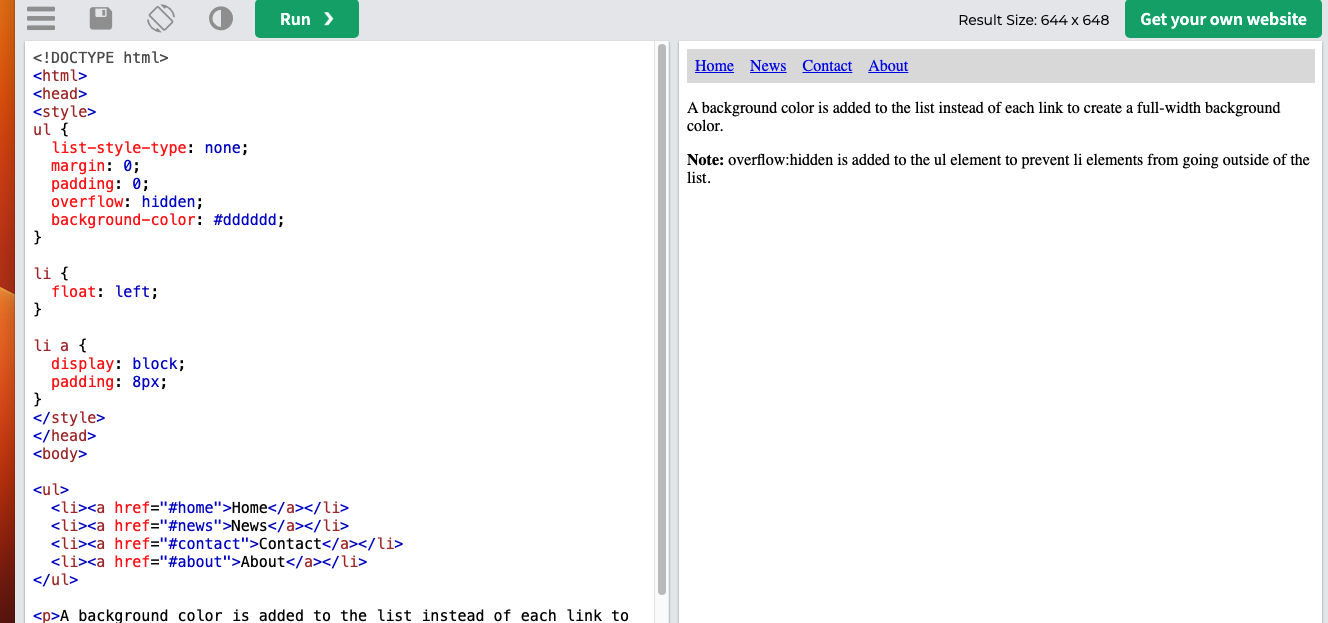 Run ❯
Result Size: 644 x 648
Get your own website
<!DOCTYPE html>
<html>
<head>
<style>
ul {
  list-style-type: none;
  margin: 0;
  padding: 0;
  overflow: hidden;
  background-color: #dddddd;
}

li {
  float: left;
}

li a {
  display: block;
  padding: 8px;
}
</style>
</head>
<body>

<ul>
  <li><a href="#home">Home</a></li>
  <li><a href="#news">News</a></li>
  <li><a href="#contact">Contact</a></li>
  <li><a href="#about">About</a></li>
</ul>

<p>A background color is added to the list instead of each link to
Home News Contact About
A background color is added to the list instead of each link to create a full-width background
color.
Note: overflow:hidden is added to the ul element to prevent li elements from going outside of the
list.